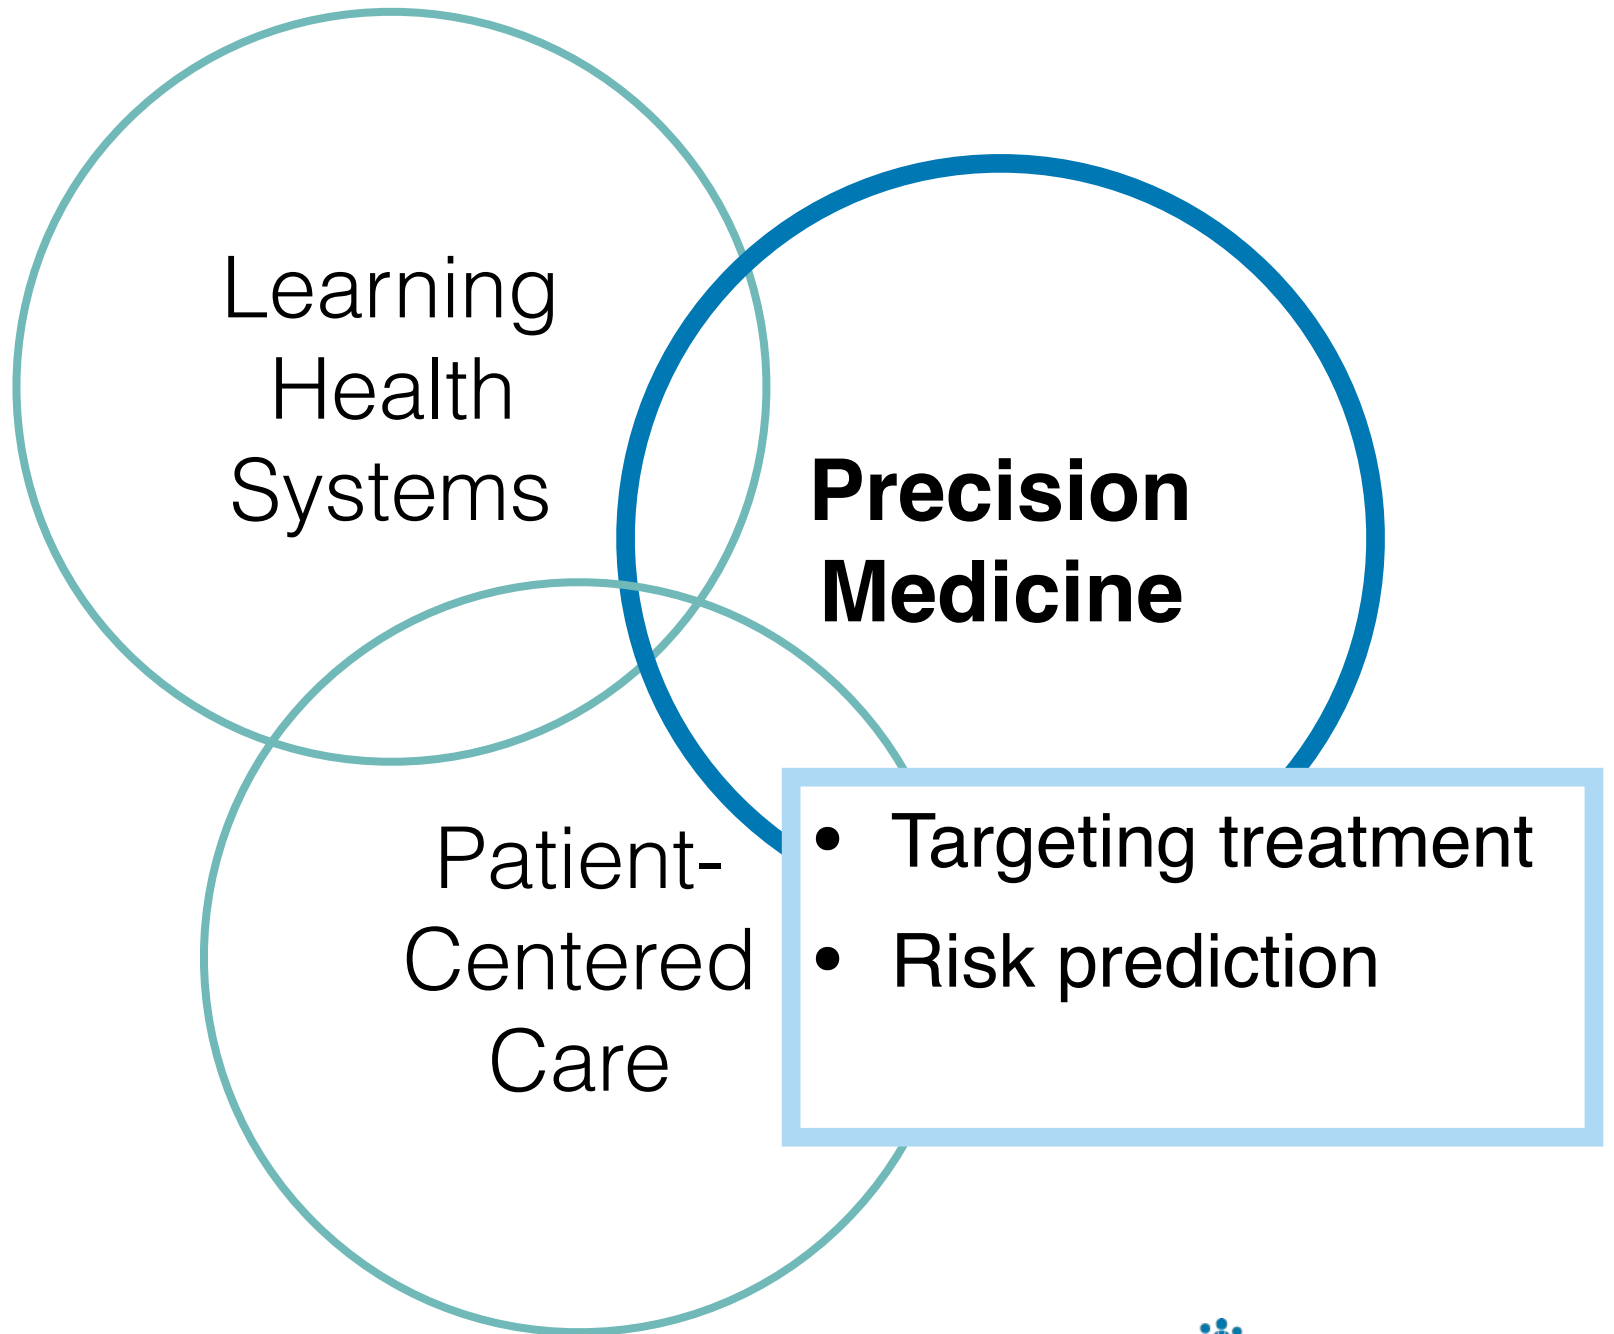 Learning
Health
Systems
Precision
Medicine
Patient-
Centered
Care
• Targeting treatment
• Risk prediction